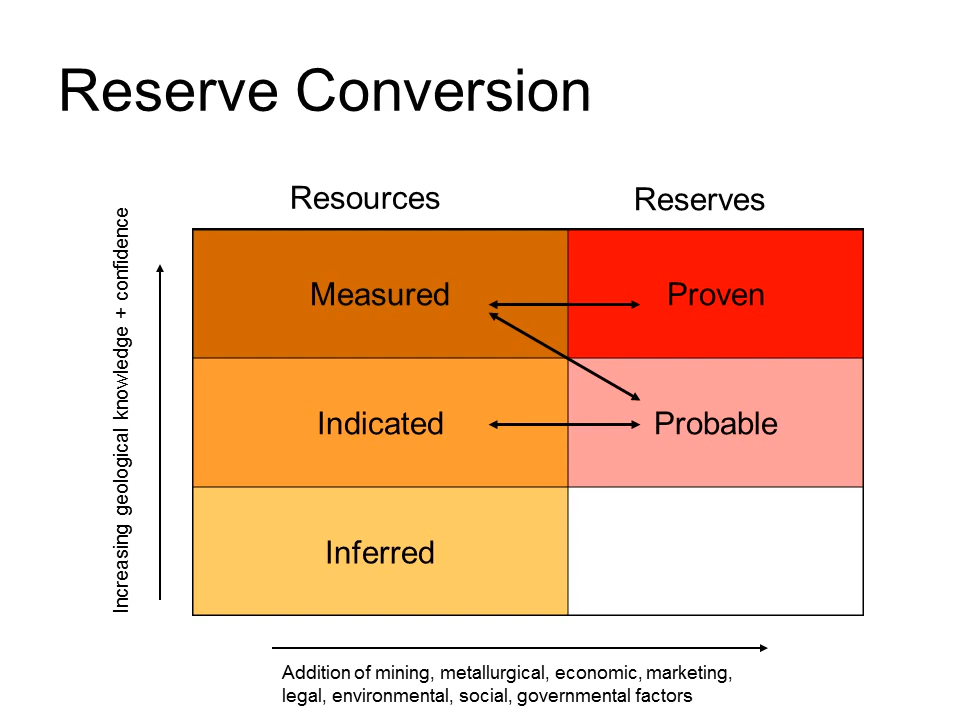 Reserve Conversion
Resources
Reserves
Increasing geological knowledge + confidence
Measured
Proven
Indicated
Probable
Inferred
Addition of mining, metallurgical, economic, marketing,
legal, environmental, social, governmental factors